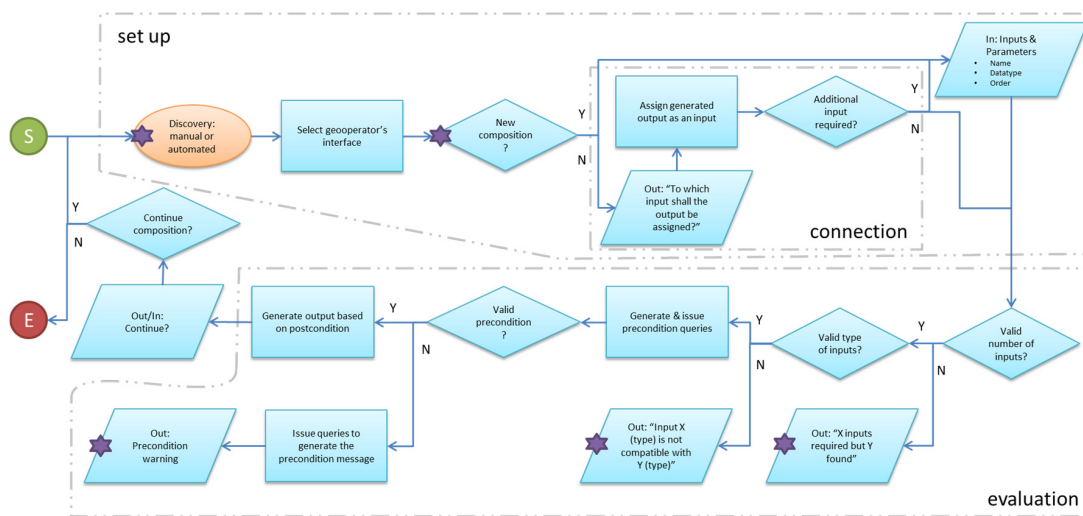 set up
In: Inputs &
Parameters
• Name
• Datatype
• Order
S
Discovery:
manual or
automated
Select geooperator's
interface
New
composition
?
Y
N
Assign generated
output as an input
Additional
input
required?
Y
N
Out: “To which
input shall the
output be
assigned?”
connection
Continue
composition?
Y
N
E
Out/In:
Continue?
Generate output based
on postcondition
Y
N
Valid
precondition
?
Generate & issue
precondition queries
Y
N
Valid type
of inputs?
Y
N
Valid
number of
inputs?
Out:
Precondition
warning
Issue queries to
generate the
precondition message
Out: “Input X
(type) is not
compatible with
Y (type)”
Out: “X inputs
required but Y
found”
evaluation